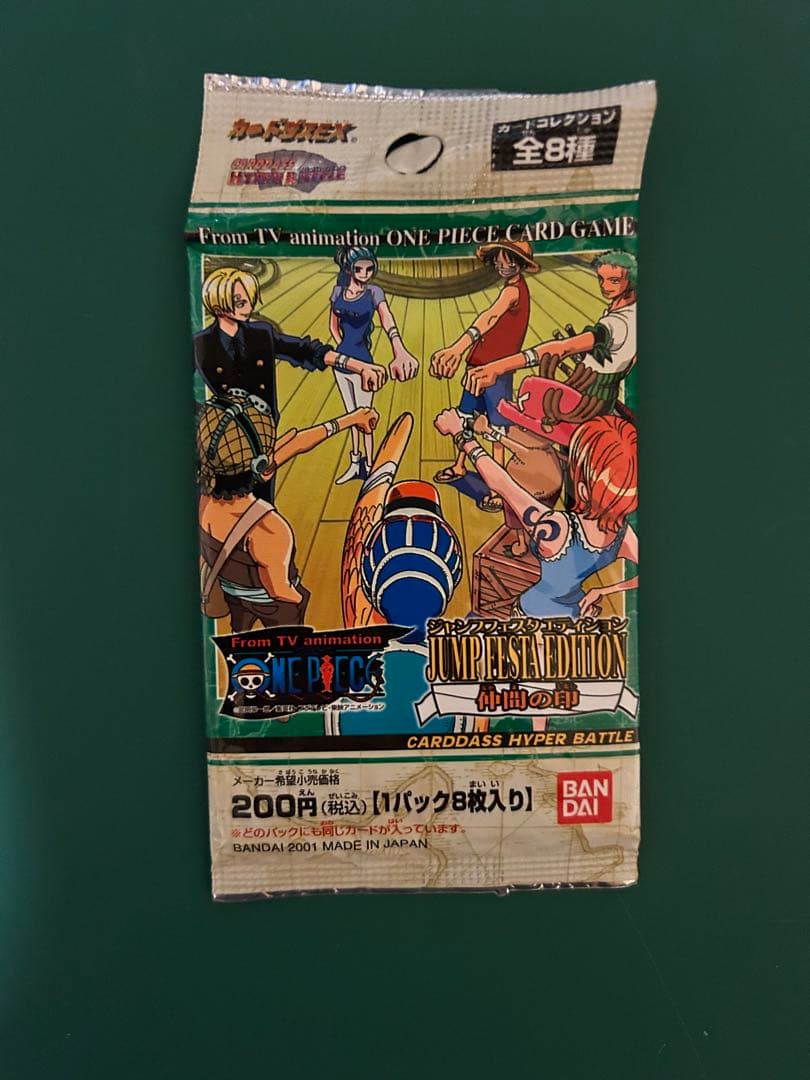 カードダスEX
CARDDASS
HYPER BATTLE
カードコレクション
全8種
From TV animation ONE PIECE CARD GAME
From TV animation
ONE PIECE
ジャンプフェスタエディション
JUMP FESTA EDITION
仲間の印
CARDDASS HYPER BATTLE
メーカー希望小売価格
200円(税込)【1パック8枚入り】
※どのパックにも同じカードが入っています。
BANDAI 2001 MADE IN JAPAN
BAN
DAI